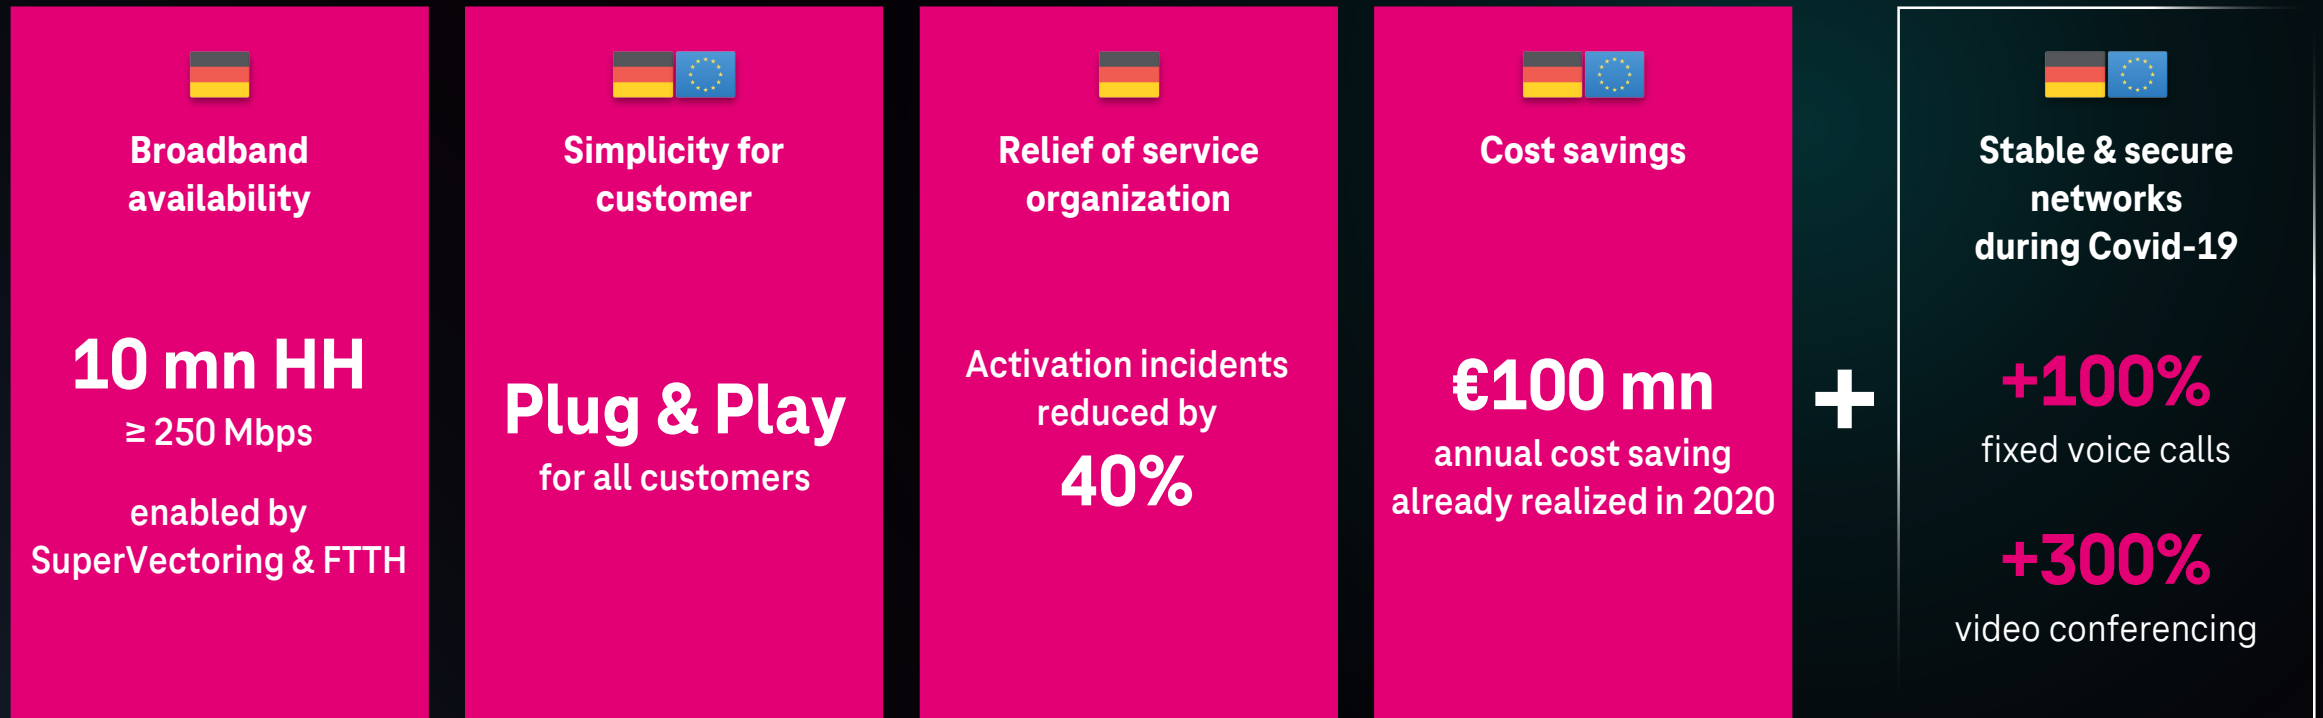 Broadband
availability
10 mn HH
≥ 250 Mbps
enabled by
SuperVectoring & FTTH
Simplicity for
customer
Plug & Play
for all customers
Relief of service
organization
Activation incidents
reduced by
40%
Cost savings
€100 mn
annual cost saving
already realized in 2020
+
Stable & secure
networks
during Covid-19
+100%
fixed voice calls
+300%
video conferencing